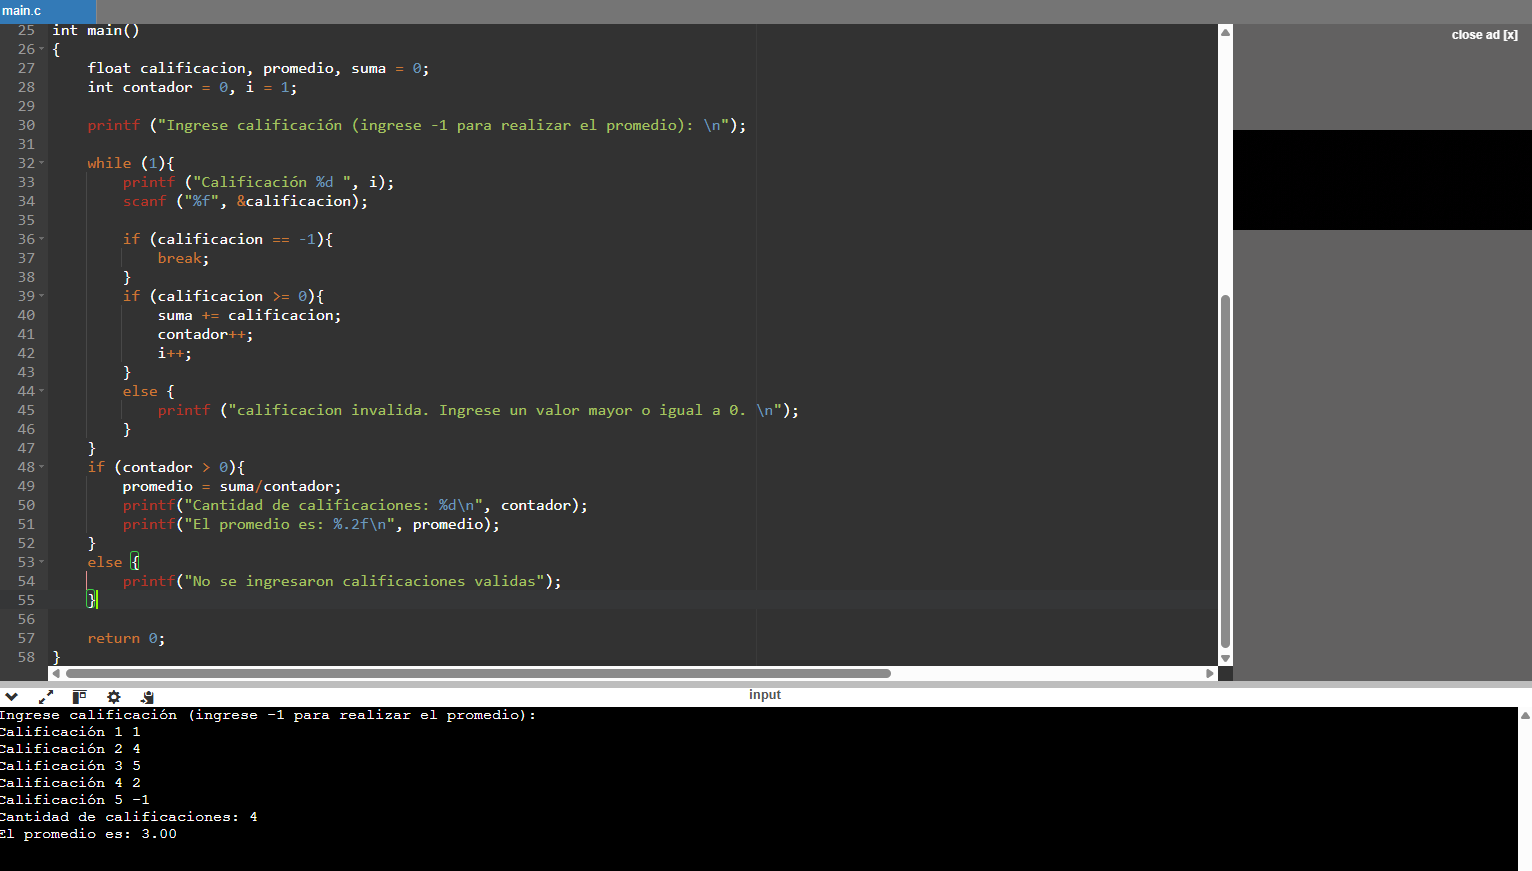 main.c
close ad [x]
25 int main()
26 {
27 float calificacion, promedio, suma = 0;
28 int contador = 0, i = 1;
29
30 printf ("Ingrese calificación (ingrese -1 para realizar el promedio): \n");
31
32 while (1){
33 printf ("Calificación %d ", i);
34 scanf ("%f", &calificacion);
35
36 if (calificacion == -1){
37 break;
38 }
39 if (calificacion >= 0){
40 suma += calificacion;
41 contador++;
42 i++;
43 }
44 else {
45 printf ("calificacion invalida. Ingrese un valor mayor o igual a 0. \n");
46 }
47 }
48 if (contador > 0){
49 promedio = suma/contador;
50 printf("Cantidad de calificaciones: %d\n", contador);
51 printf("El promedio es: %.2f\n", promedio);
52 }
53 else {
54 printf("No se ingresaron calificaciones validas");
55 }
56
57 return 0;
58 }
input
Ingrese calificación (ingrese -1 para realizar el promedio):
Calificación 1 1
Calificación 2 4
Calificación 3 5
Calificación 4 2
Calificación 5 -1
Cantidad de calificaciones: 4
El promedio es: 3.00